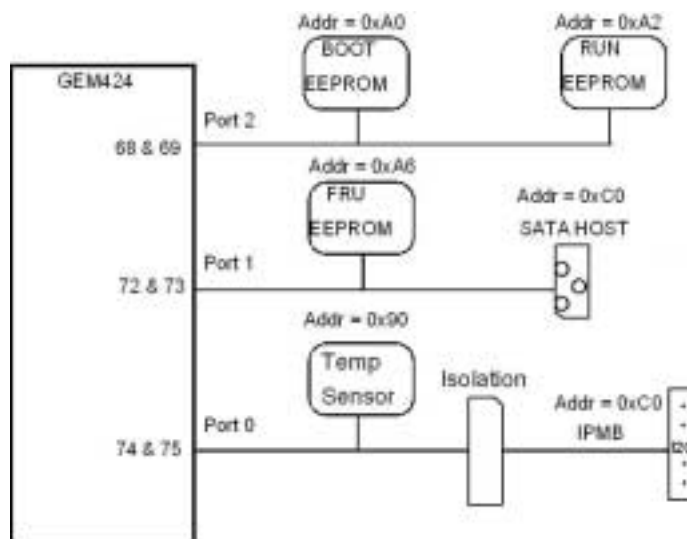 Addr = 0xA0
Addr = 0xA2
BOOT
EEPROM
RUN
EEPROM
GEM424
Port 2
68 & 69
Addr = 0xA6
FRU
EEPROM
Addr = 0xC0
SATA HOST
Port 1
72 & 73
Addr = 0x90
Temp
Sensor
Isolation
Addr = 0xC0
IPMB
Port 0
74 & 75